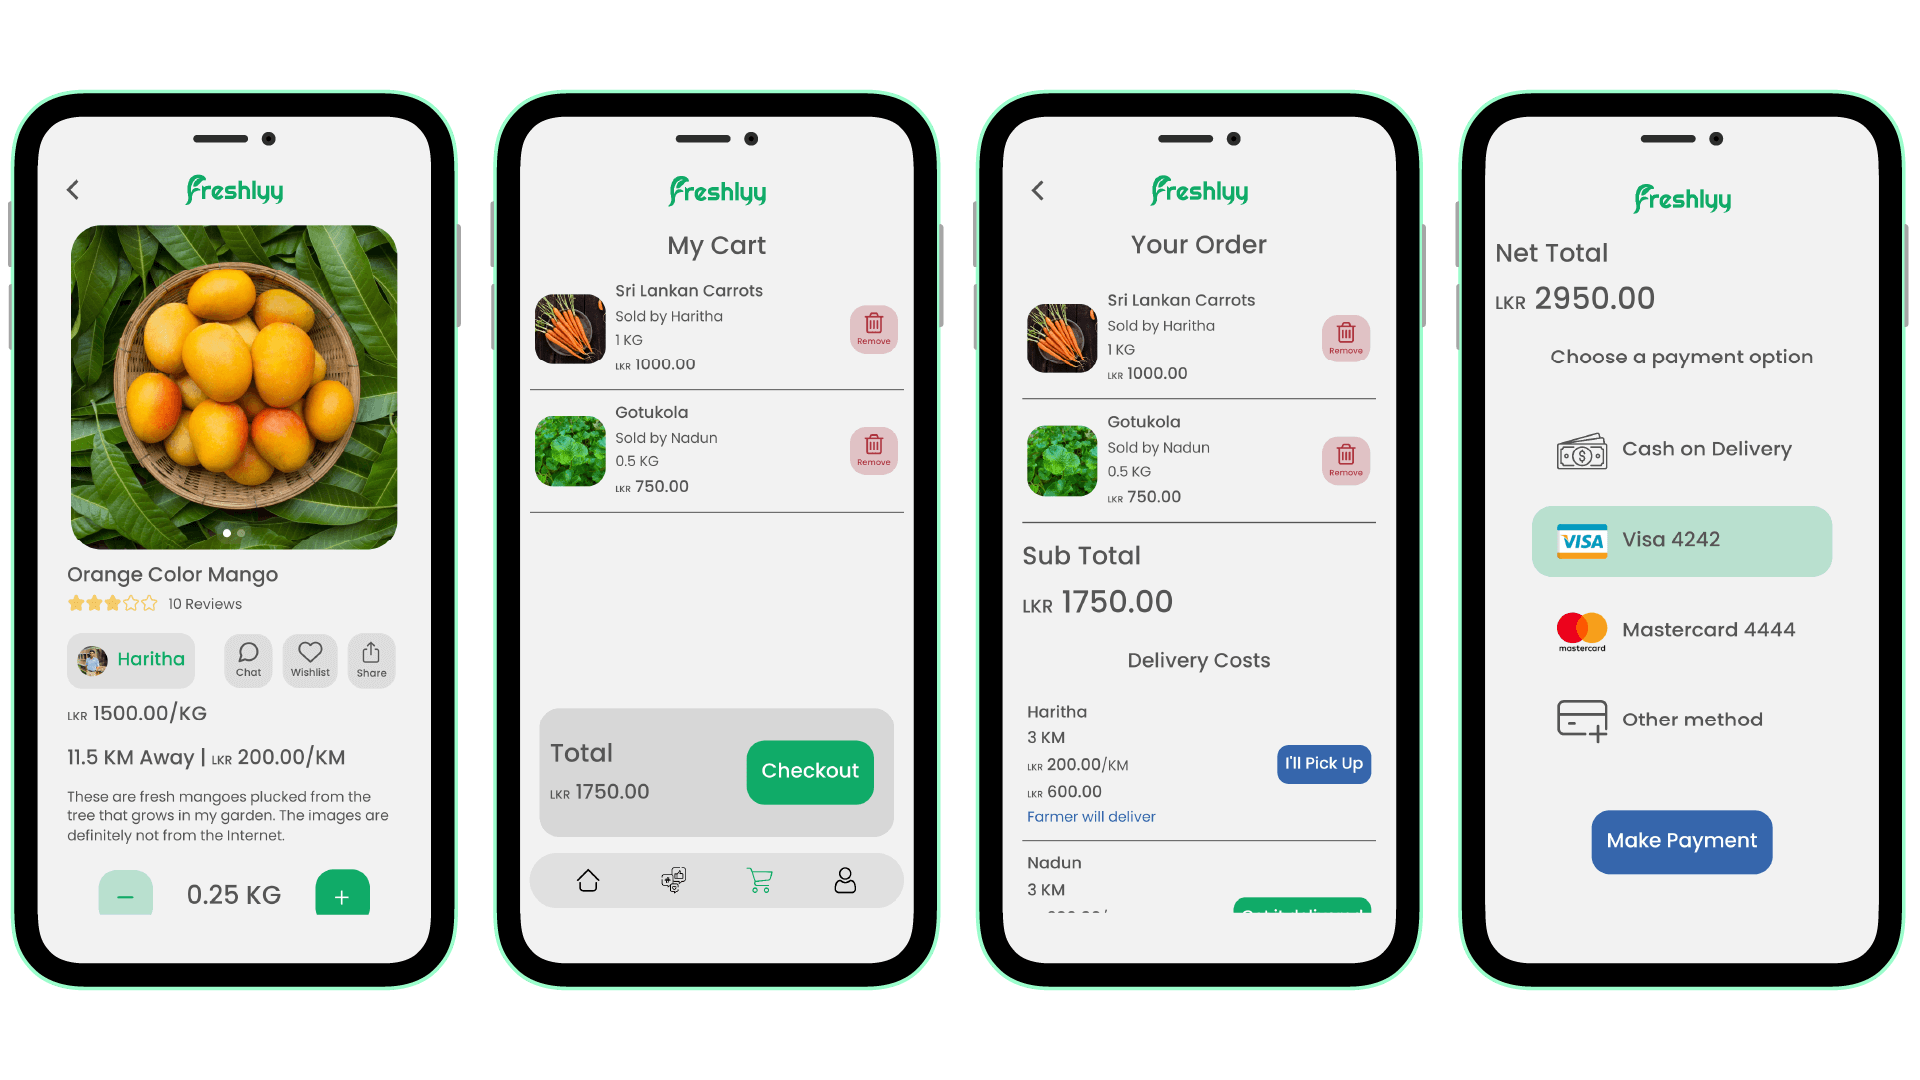 Freshlyy
Orange Color Mango
10 Reviews
Haritha
Chat
Wishlist
Share
LKR 1500.00/KG
11.5 KM Away | LKR 200.00/KM
These are fresh mangoes plucked from the
tree that grows in my garden. The images are
definitely not from the Internet.
− 0.25 KG +
Freshlyy
My Cart
Sri Lankan Carrots
Sold by Haritha
1 KG
LKR 1000.00
Remove
Gotukola
Sold by Nadun
0.5 KG
LKR 750.00
Remove
Total
LKR 1750.00
Checkout
Freshlyy
Your Order
Sri Lankan Carrots
Sold by Haritha
1 KG
LKR 1000.00
Remove
Gotukola
Sold by Nadun
0.5 KG
LKR 750.00
Remove
Sub Total
LKR 1750.00
Delivery Costs
Haritha
3 KM
LKR 200.00/KM
LKR 600.00
Farmer will deliver
I'll Pick Up
Nadun
3 KM
Freshlyy
Net Total
LKR 2950.00
Choose a payment option
Cash on Delivery
VISA Visa 4242
mastercard
Mastercard 4444
Other method
Make Payment